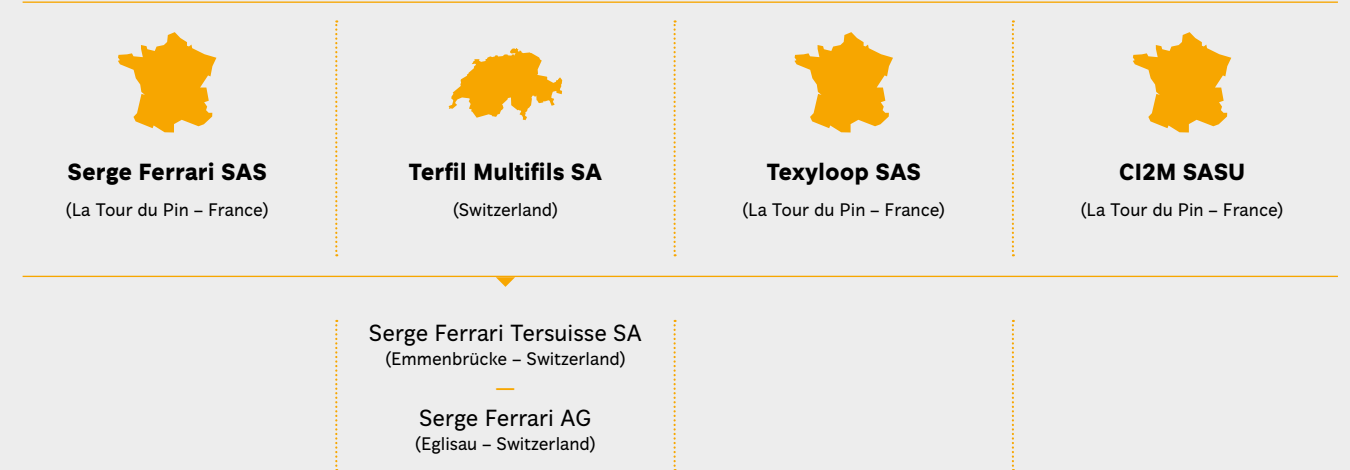 Serge Ferrari SAS
(La Tour du Pin – France)
Terfil Multifils SA
(Switzerland)
Texyloop SAS
(La Tour du Pin – France)
CI2M SASU
(La Tour du Pin – France)
Serge Ferrari Tersuisse SA
(Emmenbrücke – Switzerland)
Serge Ferrari AG
(Eglisau – Switzerland)